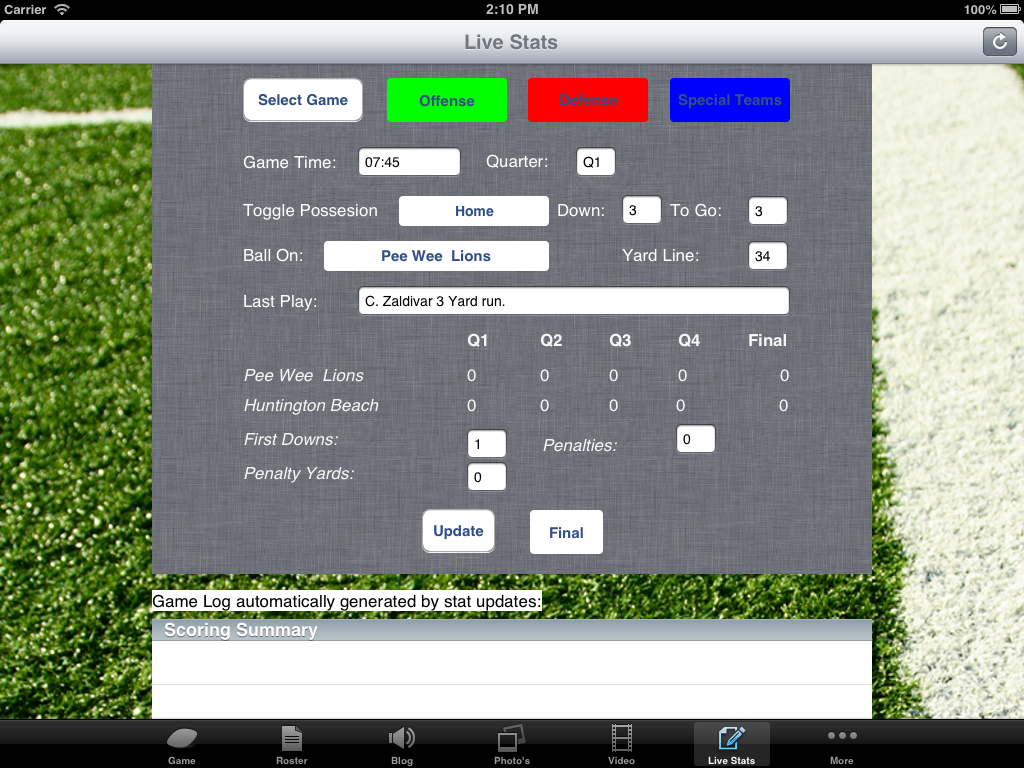 Carrier 2:10 PM 100%
Live Stats
Select Game Offense Defense Special Teams
Game Time: 07:45 Quarter: Q1
Toggle Possesion Home Down: 3 To Go: 3
Ball On: Pee Wee  Lions Yard Line: 34
Last Play: C. Zaldivar 3 Yard run.
Q1 Q2 Q3 Q4 Final
Pee Wee  Lions 0 0 0 0 0
Huntington Beach 0 0 0 0 0
First Downs: 1 Penalties: 0
Penalty Yards: 0
Update Final
Game Log automatically generated by stat updates:
Scoring Summary
Game Roster Blog Photo's Video Live Stats More